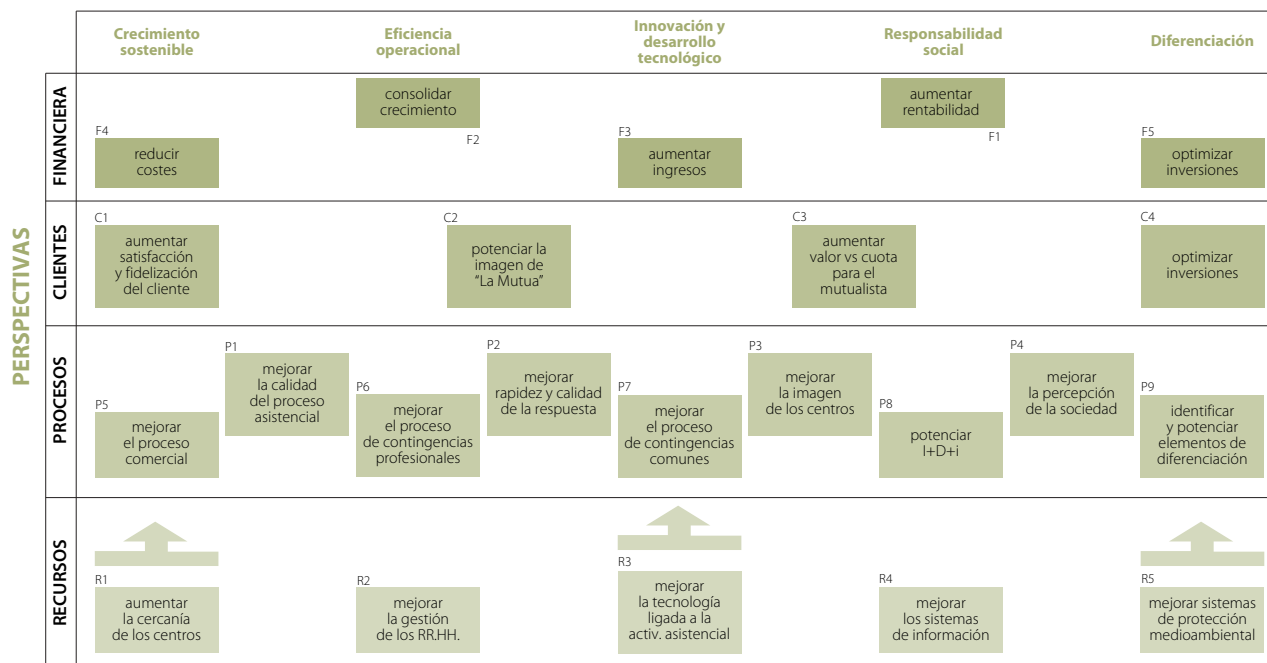 Crecimiento
sostenible
Eficiencia
operacional
Innovación y
desarrollo
tecnológico
Responsabilidad
social
Diferenciación
PERSPECTIVAS
FINANCIERA
consolidar
crecimiento
F2
aumentar
rentabilidad
F1
F4
reducir
costes
F3
aumentar
ingresos
F5
optimizar
inversiones
CLIENTES
C1
aumentar
satisfacción
y fidelización
del cliente
C2
potenciar la
imagen de
“La Mutua”
C3
aumentar
valor vs cuota
para el
mutualista
C4
optimizar
inversiones
PROCESOS
P1
mejorar
la calidad
del proceso
asistencial
P2
mejorar
rapidez y calidad
de la respuesta
P3
mejorar
la imagen
de los centros
P4
mejorar
la percepción
de la sociedad
P5
mejorar
el proceso
comercial
P6
mejorar
el proceso
de contingencias
profesionales
P7
mejorar
el proceso
de contingencias
comunes
P8
potenciar
I+D+i
P9
identificar
y potenciar
elementos de
diferenciación
RECURSOS
R1
aumentar
la cercanía
de los centros
R2
mejorar
la gestión
de los RR.HH.
R3
mejorar
la tecnología
ligada a la
activ. asistencial
R4
mejorar
los sistemas
de información
R5
mejorar sistemas
de protección
medioambiental